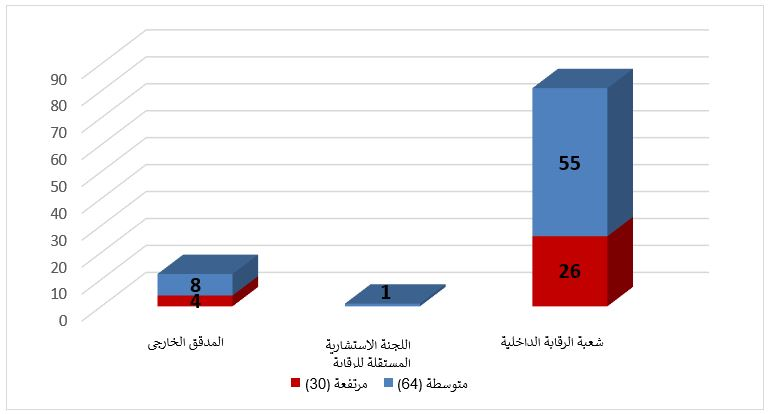 90
80
70
60
50
40
30
20
10
0
55
26
8
4
1
المدقق الخارجي
اللجنة الاستشارية
المستقلة للرقابة
شعبة الرقابة الداخلية
مرتفعة (30)
متوسطة (64)